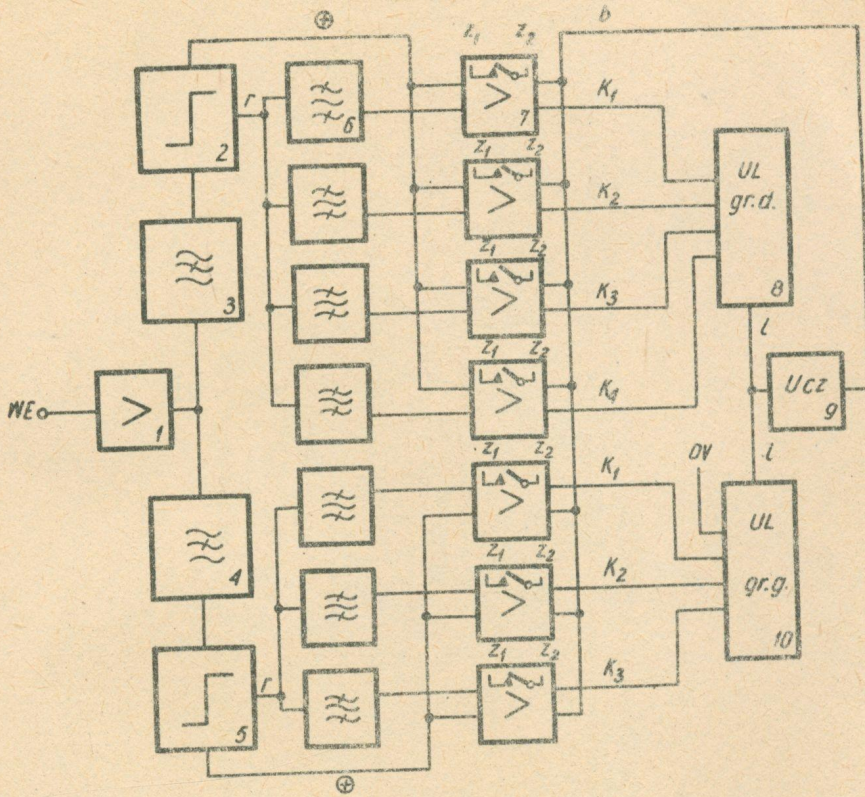 ⊕
b
z₁ z₂
K₁
r
2
6
7
z₁ z₂
K₂
UL
gr.d.
8
3
z₁ z₂
K₃
l
z₁ z₂
K₄
UCZ
9
WE
1
z₁ z₂
K₁
0V
l
UL
gr.g.
10
4
z₁ z₂
K₂
z₁ z₂
K₃
r
5
⊕